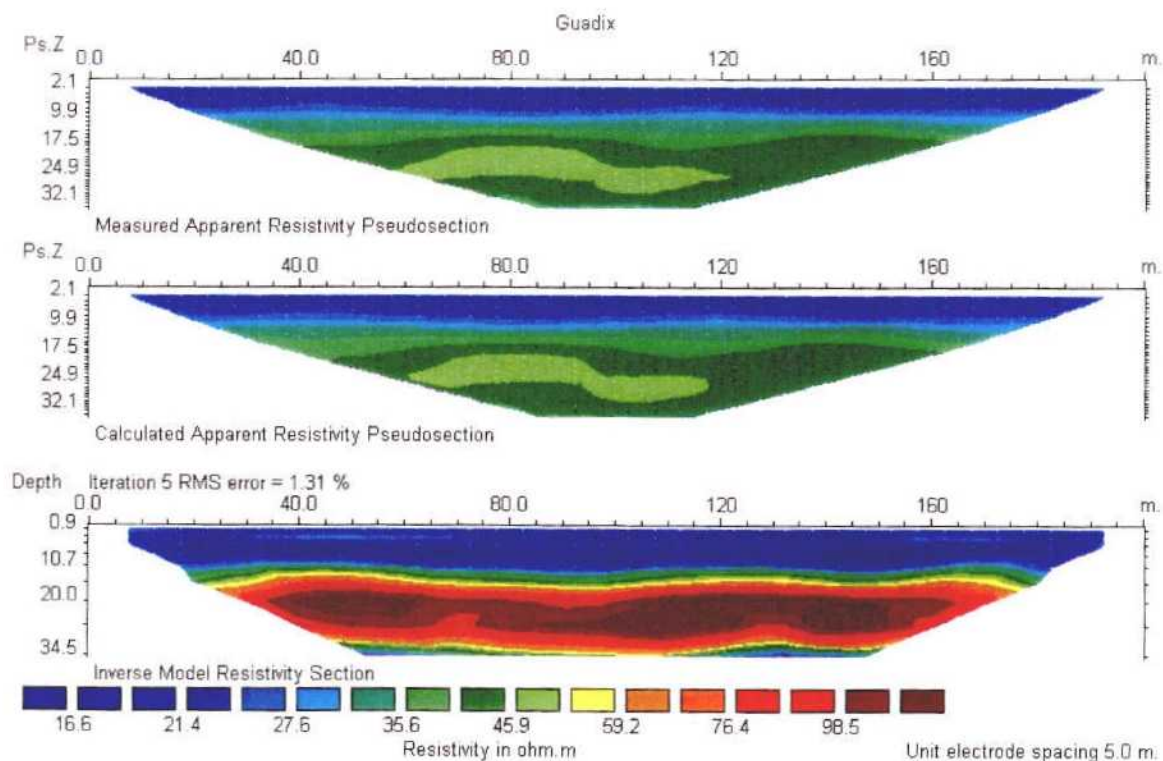 Guadix
Ps.Z
0.0 40.0 80.0 120 160 m.
2.1
9.9
17.5
24.9
32.1
Measured Apparent Resistivity Pseudosection
Ps.Z
0.0 40.0 80.0 120 160 m.
2.1
9.9
17.5
24.9
32.1
Calculated Apparent Resistivity Pseudosection
Depth Iteration 5 RMS error = 1.31 %
0.0 40.0 80.0 120 160 m.
0.9
10.7
20.0
34.5
Inverse Model Resistivity Section
16.6 21.4 27.6 35.6 45.9 59.2 76.4 98.5
Resistivity in ohm.m Unit electrode spacing 5.0 m.